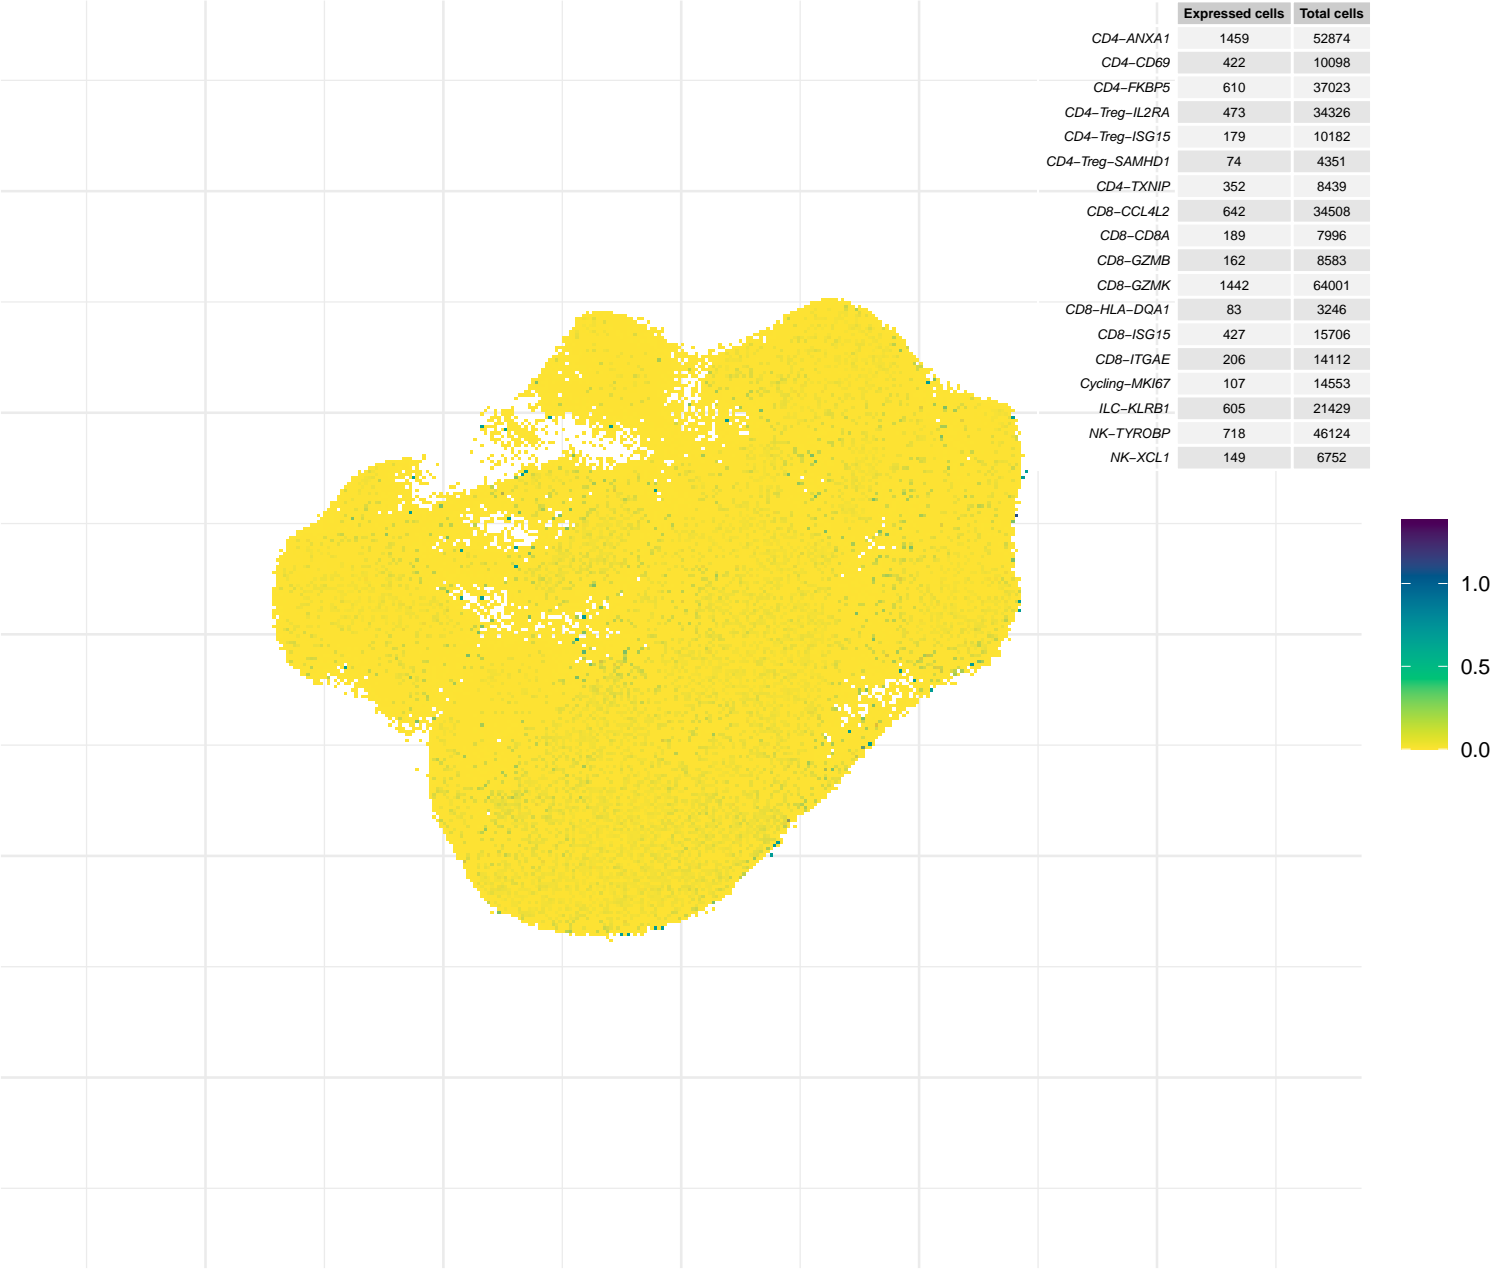 Expressed cells Total cells
CD4−ANXA1 1459 52874
CD4−CD69 422 10098
CD4−FKBP5 610 37023
CD4−Treg−IL2RA 473 34326
CD4−Treg−ISG15 179 10182
CD4−Treg−SAMHD1 74 4351
CD4−TXNIP 352 8439
CD8−CCL4L2 642 34508
CD8−CD8A 189 7996
CD8−GZMB 162 8583
CD8−GZMK 1442 64001
CD8−HLA−DQA1 83 3246
CD8−ISG15 427 15706
CD8−ITGAE 206 14112
Cycling−MKI67 107 14553
ILC−KLRB1 605 21429
NK−TYROBP 718 46124
NK−XCL1 149 6752
1.0
0.5
0.0